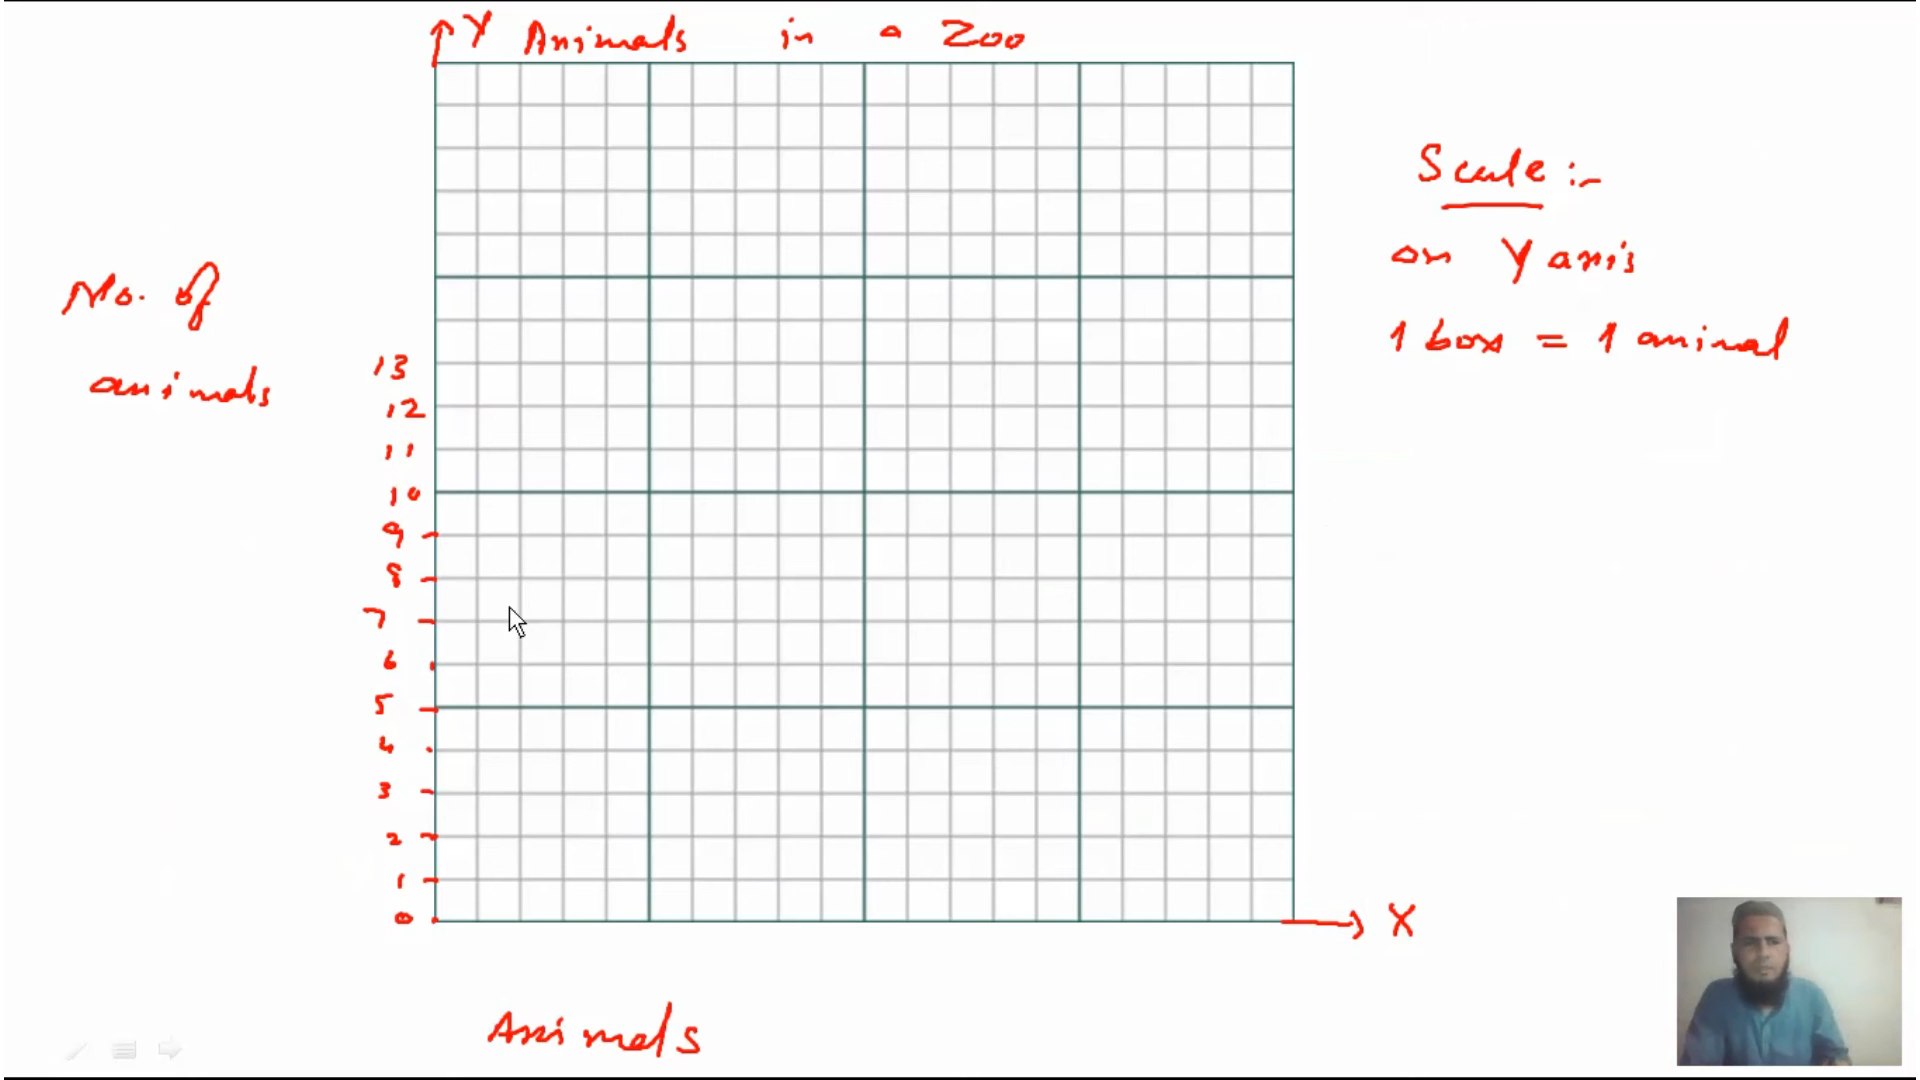 Y Animals in a Zoo
Scale :-
on Y axis
1 box = 1 animal
No. of
animals
13
12
11
10
9
8
7
6
5
4
3
2
1
0
X
Animals